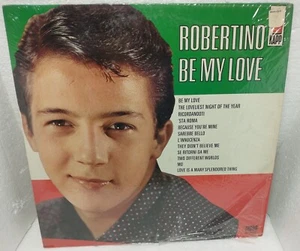 ROBERTINO
KAPP
BE MY LOVE
BE MY LOVE
THE LOVELIEST NIGHT OF THE YEAR
RICORDANDOTI
'STA ROMA
BECAUSE YOU'RE MINE
SAREBBE BELLO
L'INNOCENZA
THEY DIDN'T BELIEVE ME
SE RITORNI DA ME
TWO DIFFERENT WORLDS
LOVE IS A MANY SPLENDORED THING